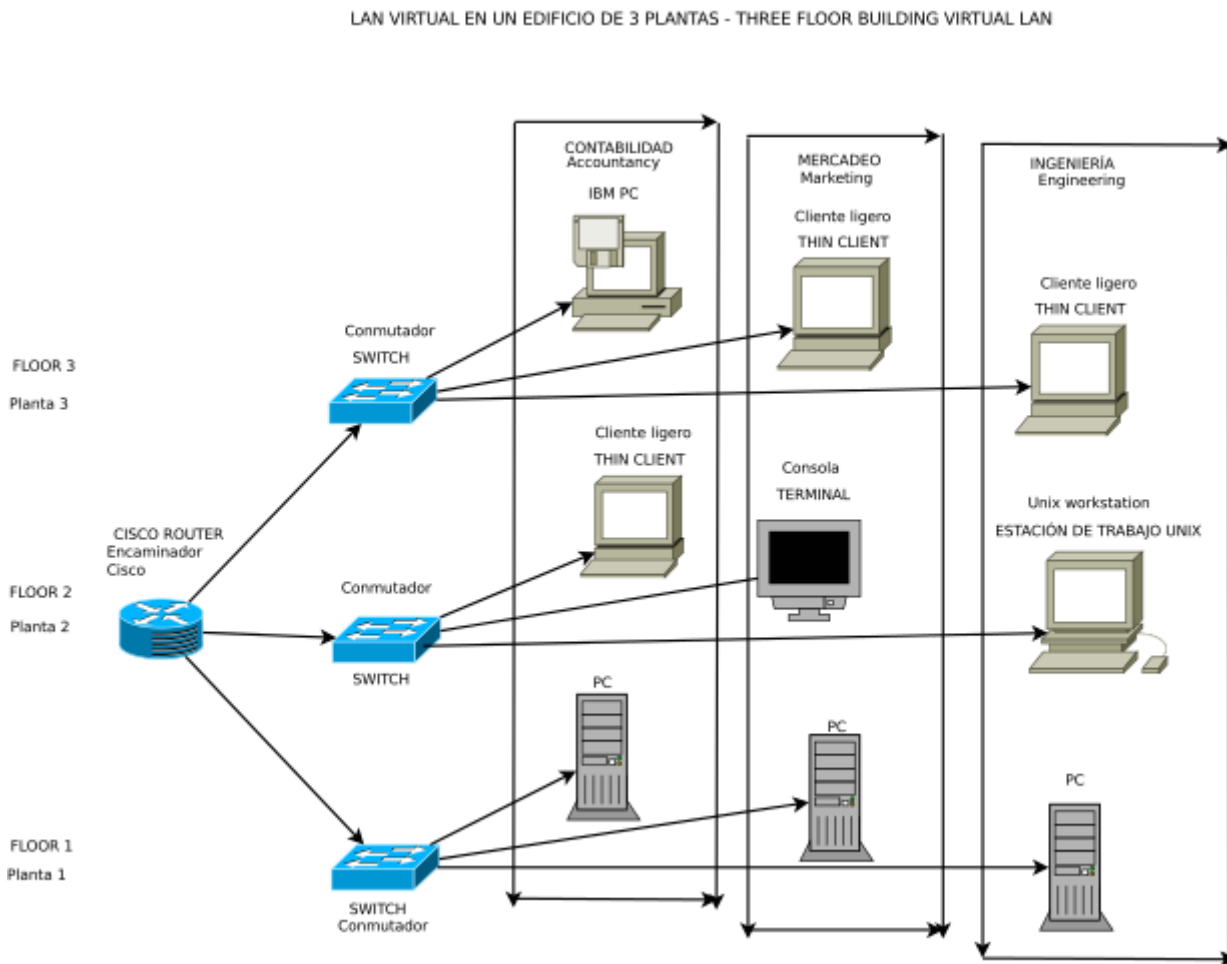 LAN VIRTUAL EN UN EDIFICIO DE 3 PLANTAS - THREE FLOOR BUILDING VIRTUAL LAN
CONTABILIDAD
Accountancy
IBM PC
MERCADEO
Marketing
Cliente ligero
THIN CLIENT
INGENIERÍA
Engineering
Cliente ligero
THIN CLIENT
Conmutador
SWITCH
FLOOR 3
Planta 3
Cliente ligero
THIN CLIENT
Consola
TERMINAL
Unix workstation
ESTACIÓN DE TRABAJO UNIX
CISCO ROUTER
Encaminador
Cisco
FLOOR 2
Planta 2
Conmutador
SWITCH
PC
PC
PC
FLOOR 1
Planta 1
SWITCH
Conmutador